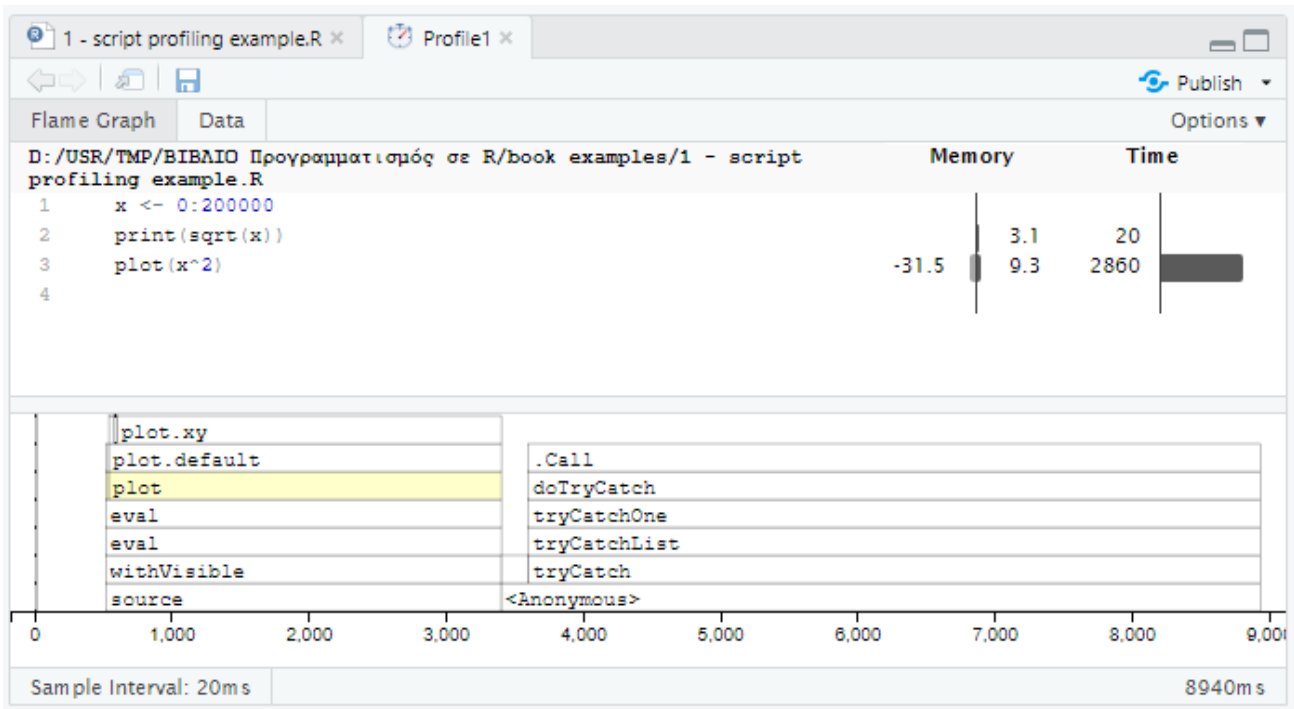 1 - script profiling example.R × Profile1 ×
Publish
Flame Graph Data Options ▼
D:/USR/TMP/ΒΙΒΛΙΟ Προγραμματισμός σε R/book examples/1 - script Memory Time
profiling example.R
1 x <- 0:200000
2 print(sqrt(x)) 3.1 20
3 plot(x^2) -31.5 9.3 2860
4
plot.xy
plot.default .Call
plot doTryCatch
eval tryCatchOne
eval tryCatchList
withVisible tryCatch
source <Anonymous>
0 1,000 2,000 3,000 4,000 5,000 6,000 7,000 8,000 9,00
Sample Interval: 20ms 8940ms